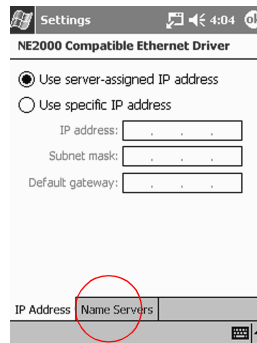 Settings 4:04 ok
NE2000 Compatible Ethernet Driver
Use server-assigned IP address
Use specific IP address
IP address: . . .
Subnet mask: . . .
Default gateway: . . .
IP Address Name Servers